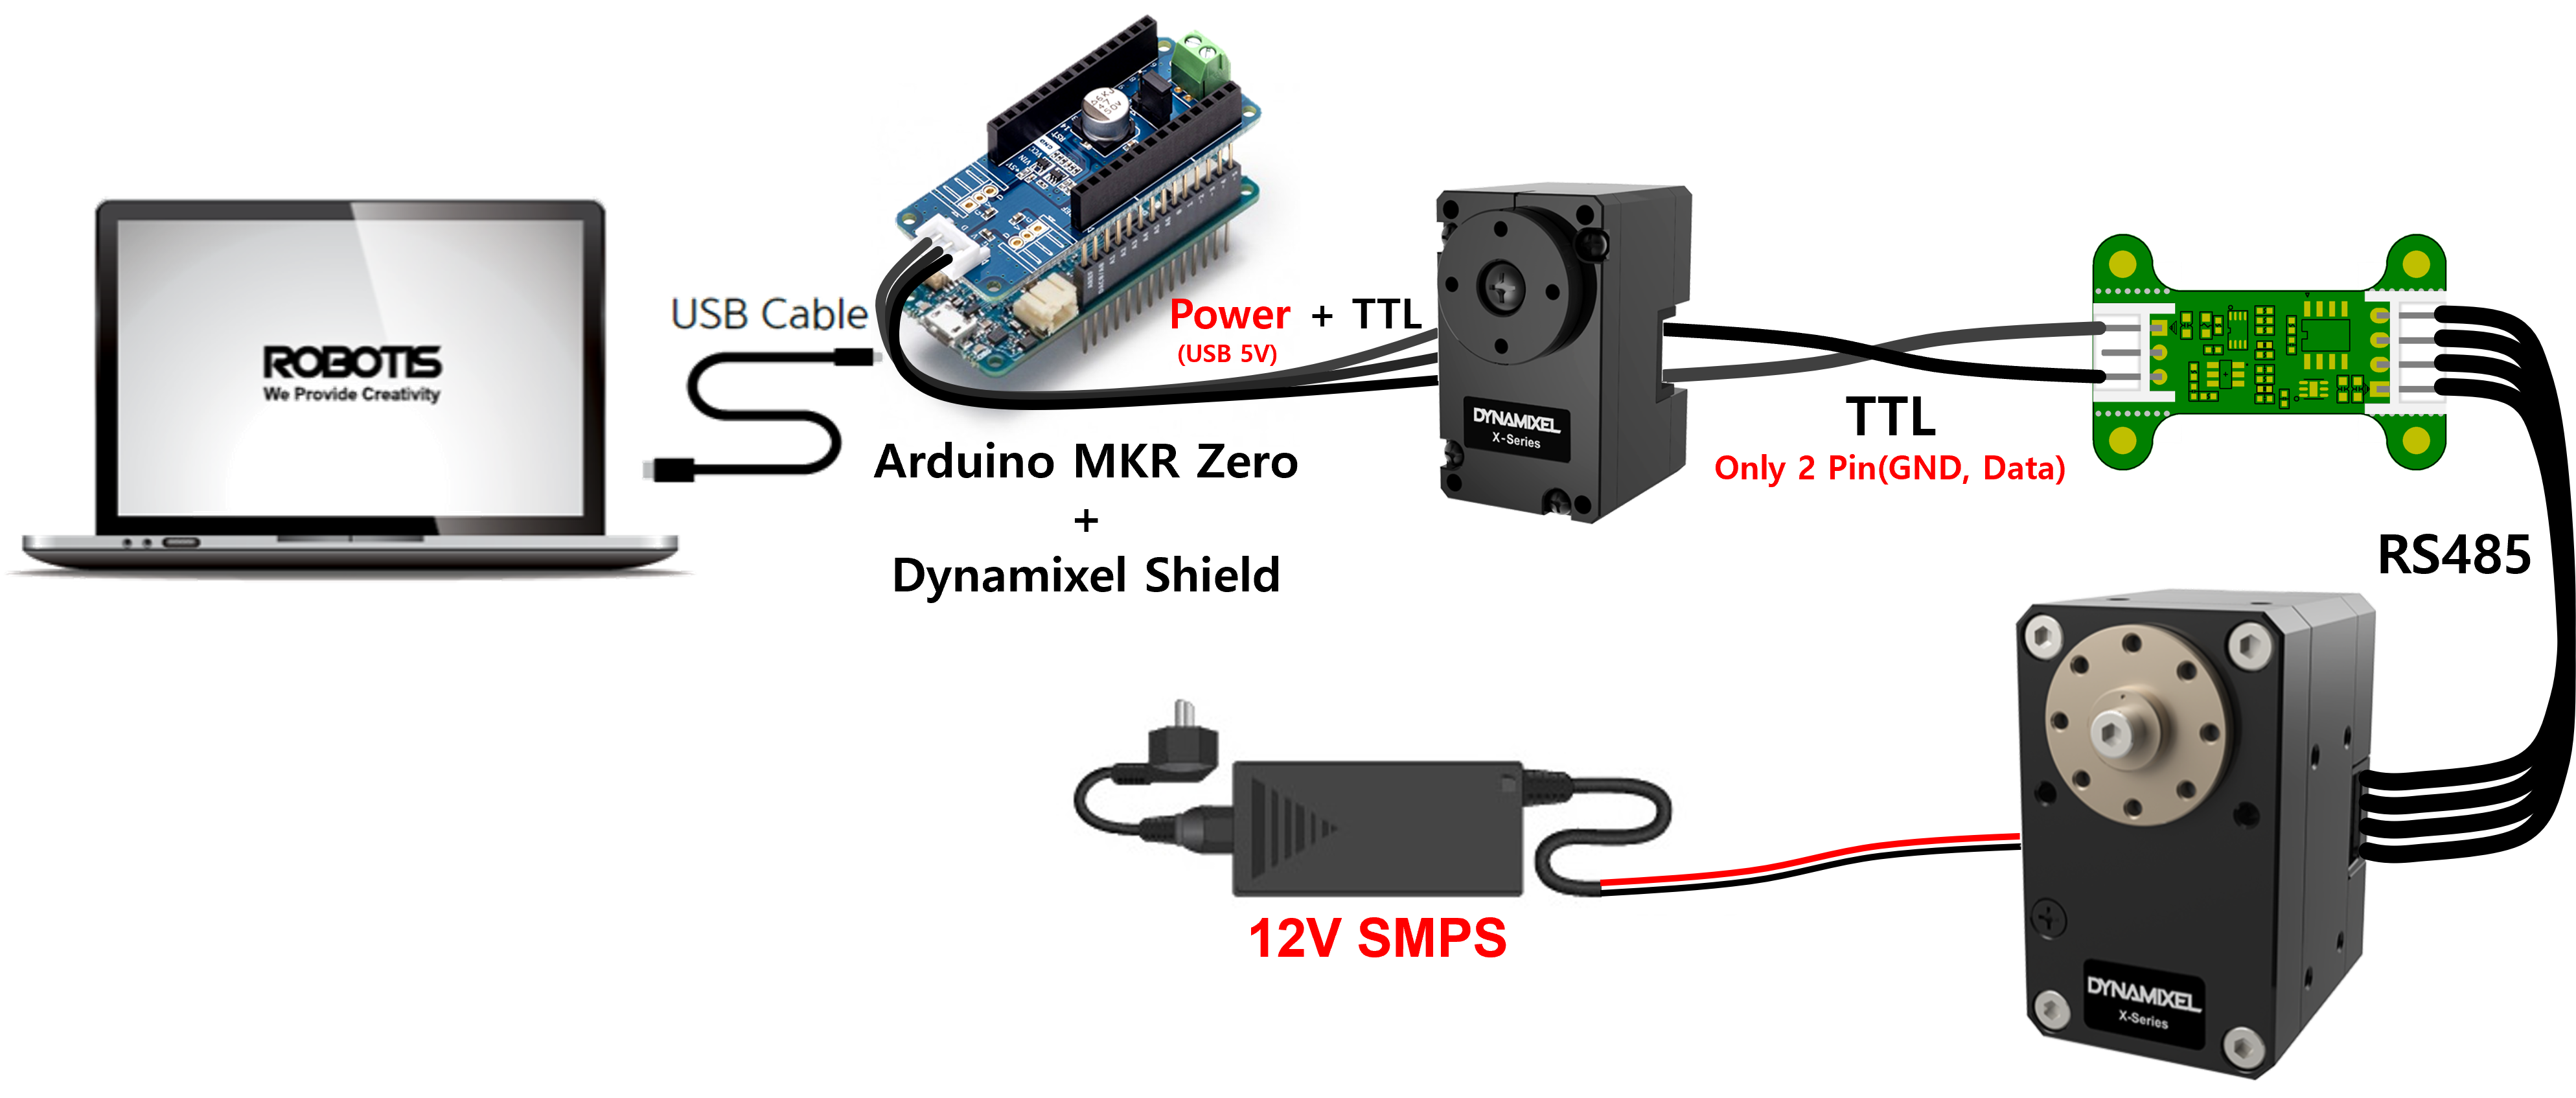 ROBOTIS
We Provide Creativity
USB Cable
Arduino MKR Zero
+
Dynamixel Shield
Power + TTL
(USB 5V)
DYNAMIXEL
X-Series
TTL
Only 2 Pin(GND, Data)
RS485
12V SMPS
DYNAMIXEL
X-Series